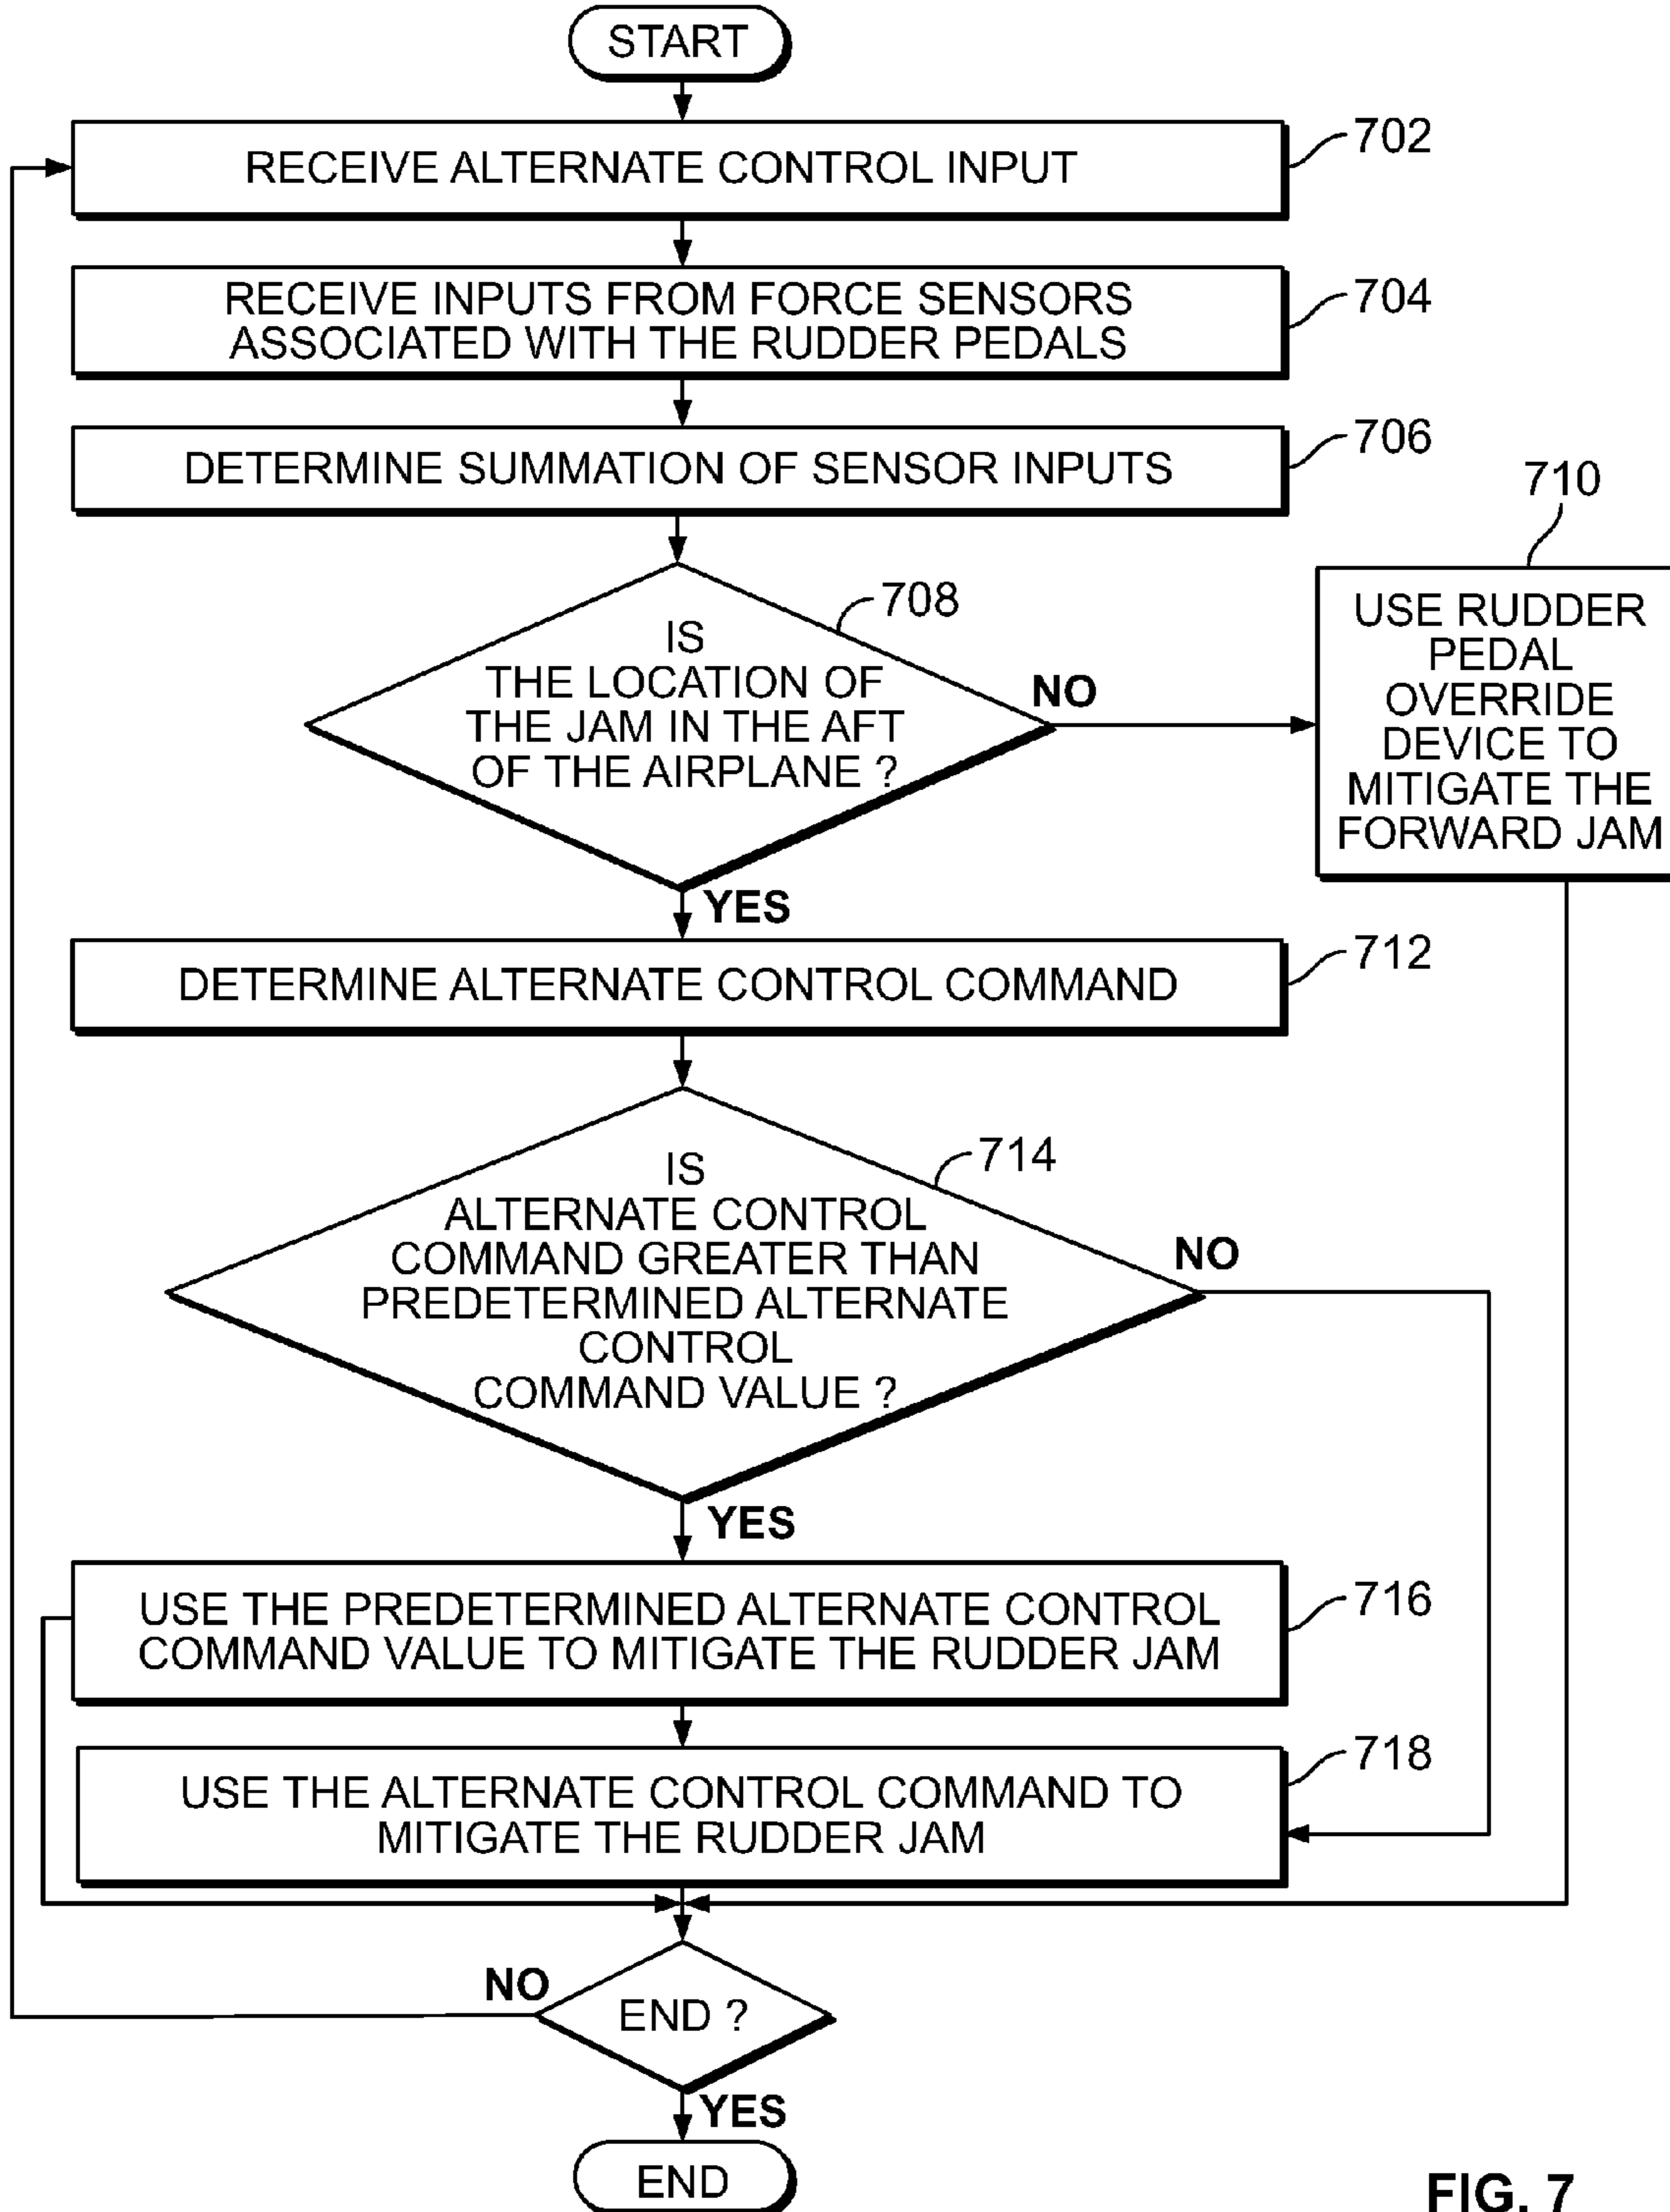 START
RECEIVE ALTERNATE CONTROL INPUT
702
RECEIVE INPUTS FROM FORCE SENSORS
ASSOCIATED WITH THE RUDDER PEDALS
704
DETERMINE SUMMATION OF SENSOR INPUTS
706
708
IS
THE LOCATION OF
THE JAM IN THE AFT
OF THE AIRPLANE ?
NO
710
USE RUDDER
PEDAL
OVERRIDE
DEVICE TO
MITIGATE THE
FORWARD JAM
YES
DETERMINE ALTERNATE CONTROL COMMAND
712
714
IS
ALTERNATE CONTROL
COMMAND GREATER THAN
PREDETERMINED ALTERNATE
CONTROL
COMMAND VALUE ?
NO
YES
USE THE PREDETERMINED ALTERNATE CONTROL
COMMAND VALUE TO MITIGATE THE RUDDER JAM
716
USE THE ALTERNATE CONTROL COMMAND TO
MITIGATE THE RUDDER JAM
718
NO
END ?
YES
END
FIG. 7